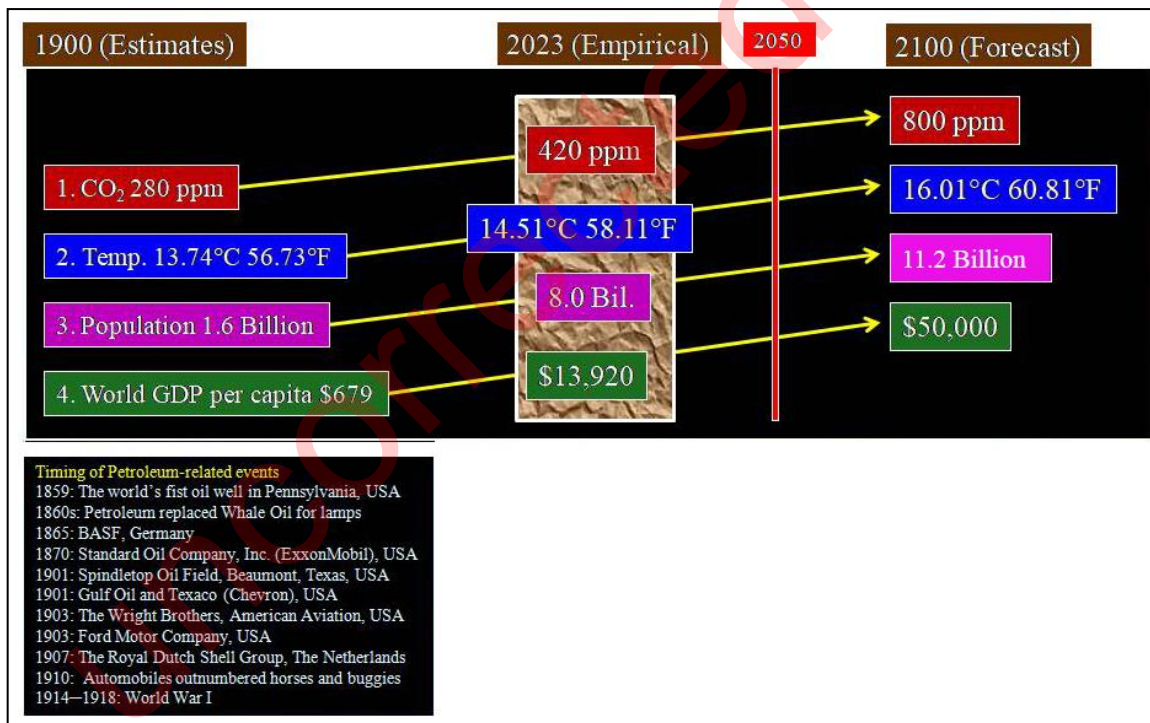 1900 (Estimates)
2023 (Empirical)
2050
2100 (Forecast)
1. CO₂ 280 ppm
420 ppm
800 ppm
2. Temp. 13.74°C 56.73°F
14.51°C 58.11°F
16.01°C 60.81°F
3. Population 1.6 Billion
8.0 Bil.
11.2 Billion
4. World GDP per capita $679
$13,920
$50,000
Timing of Petroleum-related events
1859: The world’s fist oil well in Pennsylvania, USA
1860s: Petroleum replaced Whale Oil for lamps
1865: BASF, Germany
1870: Standard Oil Company, Inc. (ExxonMobil), USA
1901: Spindletop Oil Field, Beaumont, Texas, USA
1901: Gulf Oil and Texaco (Chevron), USA
1903: The Wright Brothers, American Aviation, USA
1903: Ford Motor Company, USA
1907: The Royal Dutch Shell Group, The Netherlands
1910: Automobiles outnumbered horses and buggies
1914—1918: World War I
uncorrected